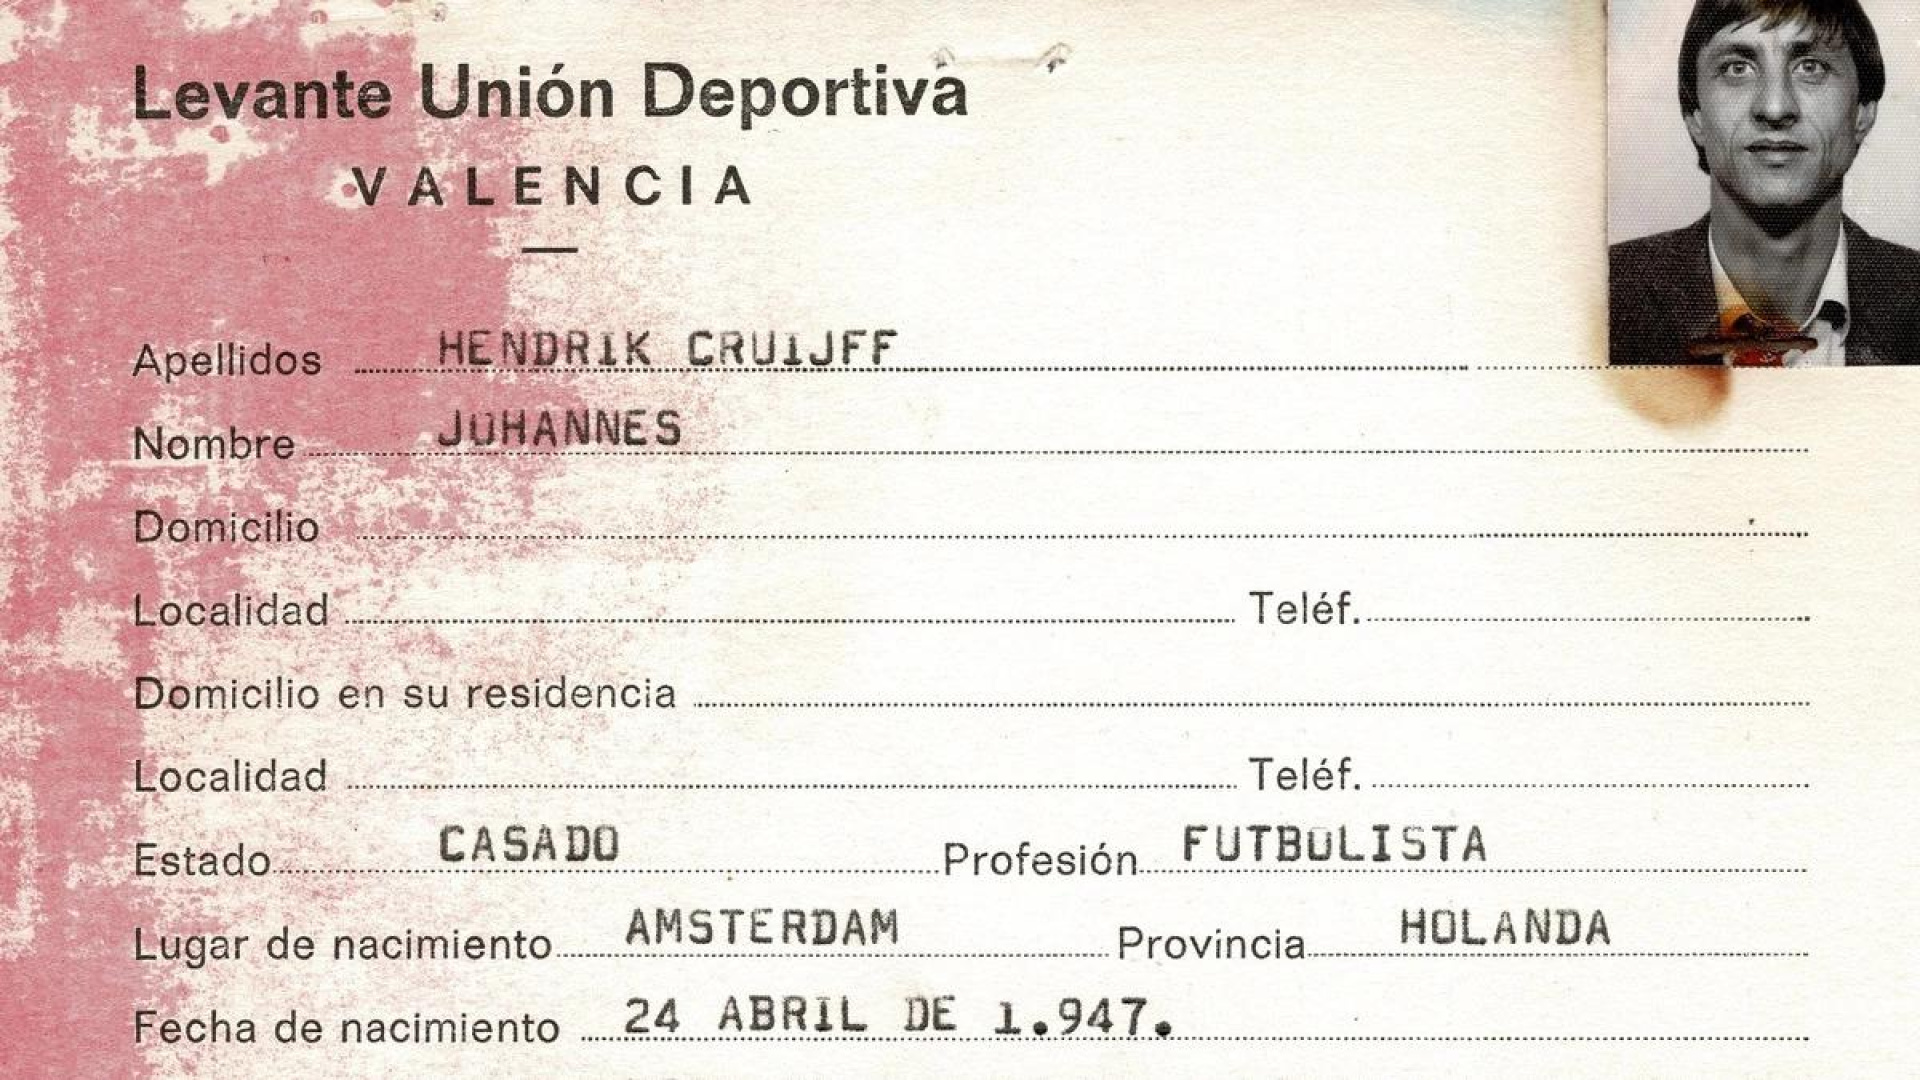 Levante Unión Deportiva
VALENCIA
Apellidos HENDRIK CRUIJFF
Nombre JOHANNES
Domicilio
Localidad Teléf.
Domicilio en su residencia
Localidad Teléf.
Estado CASADO Profesión FUTBOLISTA
Lugar de nacimiento AMSTERDAM Provincia HOLANDA
Fecha de nacimiento 24 ABRIL DE 1.947.